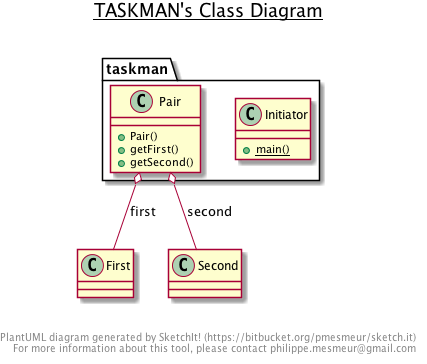 TASKMAN's Class Diagram
taskman
C Pair
C Initiator
Pair()
getFirst()
getSecond()
main()
first
second
C First
C Second
PlantUML diagram generated by SketchIt! (https://bitbucket.org/pmesmeur/sketch.it)
For more information about this tool, please contact philippe.mesmeur@gmail.com